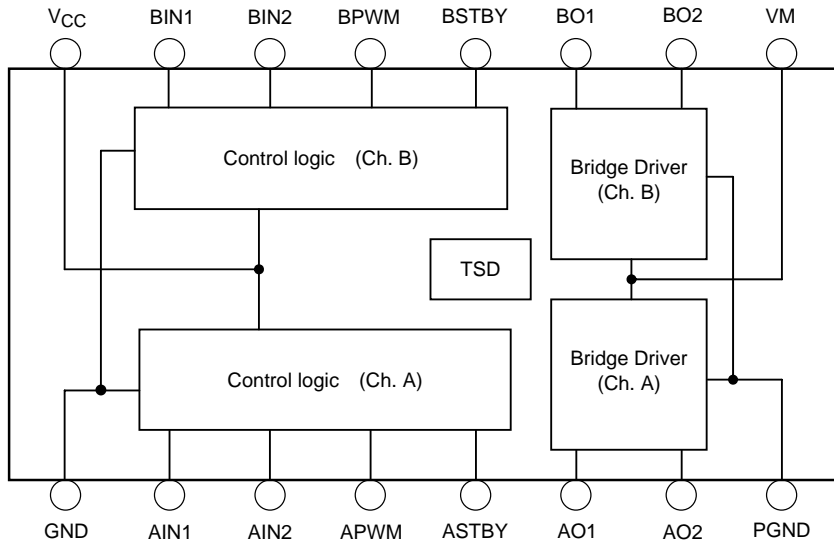 VCC BIN1 BIN2 BPWM BSTBY BO1 BO2 VM
Control logic (Ch. B)
Bridge Driver
(Ch. B)
TSD
Control logic (Ch. A)
Bridge Driver
(Ch. A)
GND AIN1 AIN2 APWM ASTBY AO1 AO2 PGND